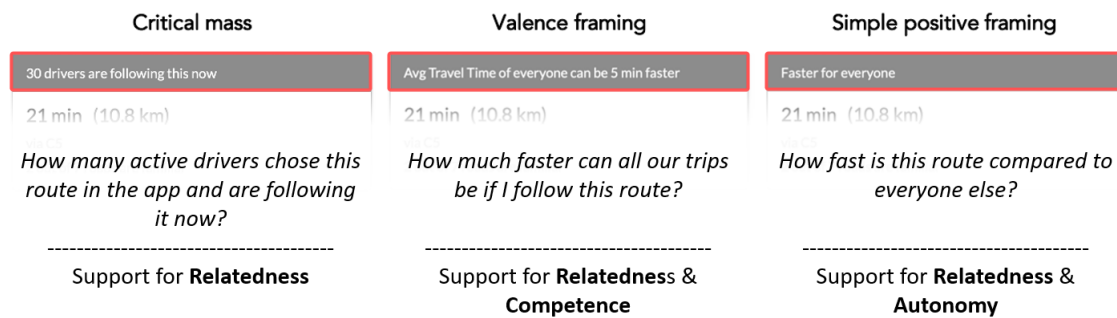 Critical mass
30 drivers are following this now
21 min (10.8 km)
via C5
How many active drivers chose this
route in the app and are following
it now?
--------------------------------------
Support for Relatedness
Valence framing
Avg Travel Time of everyone can be 5 min faster
21 min (10.8 km)
How much faster can all our trips
be if I follow this route?
--------------------------------------
Support for Relatedness &
Competence
Simple positive framing
Faster for everyone
21 min (10.8 km)
How fast is this route compared to
everyone else?
--------------------------------------
Support for Relatedness &
Autonomy